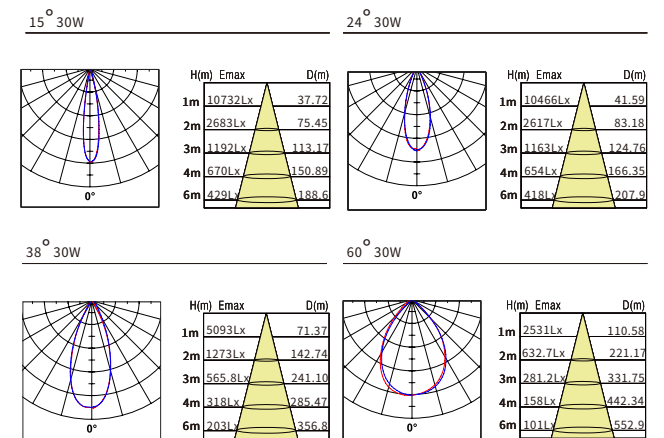 15° 30W
H(m) Emax D(m)
1m 10732Lx 37.72
2m 2683Lx 75.45
3m 1192Lx 113.17
4m 670Lx 150.89
6m 429Lx 188.6
0°
24° 30W
H(m) Emax D(m)
1m 10466Lx 41.59
2m 2617Lx 83.18
3m 1163Lx 124.76
4m 654Lx 166.35
6m 418Lx 207.9
0°
38° 30W
H(m) Emax D(m)
1m 5093Lx 71.37
2m 1273Lx 142.74
3m 565.8Lx 241.10
4m 318Lx 285.47
6m 203Lx 356.8
0°
60° 30W
H(m) Emax D(m)
1m 2531Lx 110.58
2m 632.7Lx 221.17
3m 281.2Lx 331.75
4m 158Lx 442.34
6m 101Lx 552.9
0°